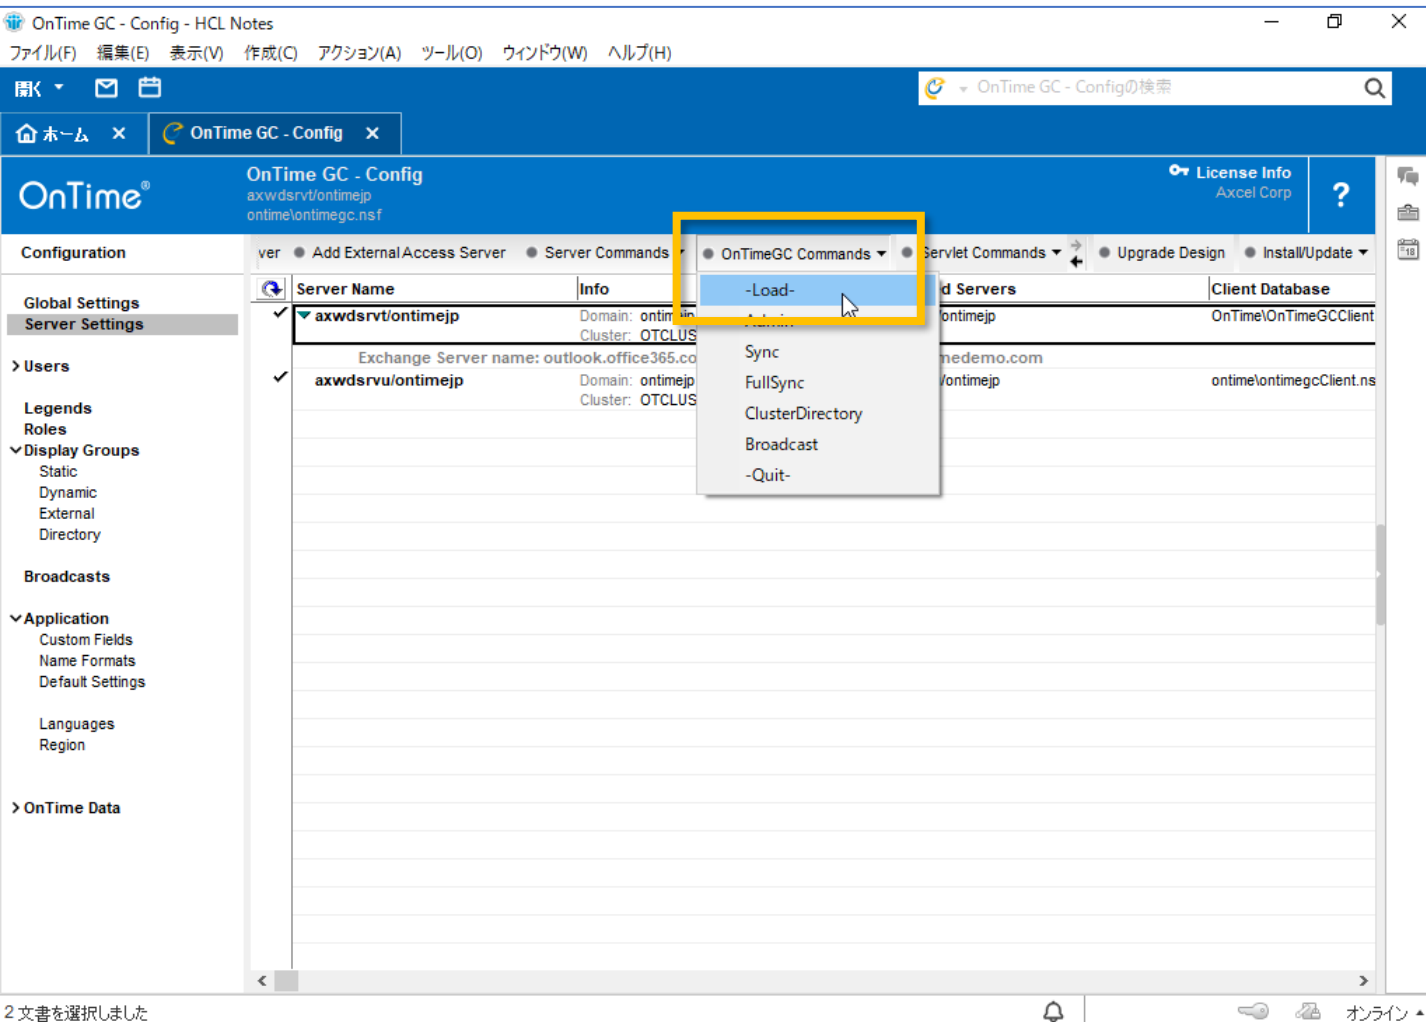 OnTime GC - Config - HCL Notes
ファイル(F) 編集(E) 表示(V) 作成(C) アクション(A) ツール(O) ウィンドウ(W) ヘルプ(H)
開く OnTime GC - Configの検索
ホーム OnTime GC - Config
OnTime®
OnTime GC - Config
axwdsrvt/ontimejp
ontime\ontimegc.nsf
License Info
Axcel Corp
?
Configuration
ver Add External Access Server Server Commands OnTimeGC Commands Servlet Commands Upgrade Design Install/Update
Server Name Info d Servers Client Database
axwdsrvt/ontimejp Domain: ontimejp /ontimejp OnTime\OnTimeGCClient
Cluster: OTCLUS
Exchange Server name: outlook.office365.co medemo.com
axwdsrvu/ontimejp Domain: ontimejp /ontimejp ontime\ontimegcClient.ns
Cluster: OTCLUS
-Load-
Admin
Sync
FullSync
ClusterDirectory
Broadcast
-Quit-
Global Settings
Server Settings
Users
Legends
Roles
Display Groups
Static
Dynamic
External
Directory
Broadcasts
Application
Custom Fields
Name Formats
Default Settings
Languages
Region
OnTime Data
18
2 文書を選択しました
オンライン